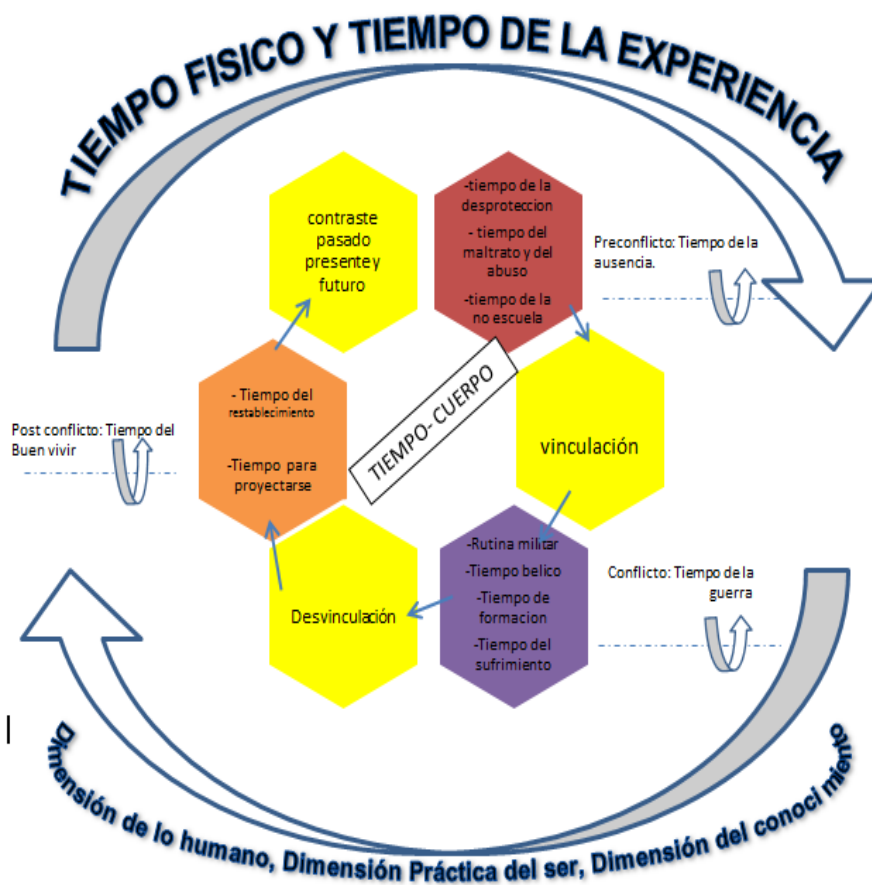 TIEMPO FISICO Y TIEMPO DE LA EXPERIENCIA
contraste
pasado
presente y
futuro
-tiempo de la
desproteccion
- tiempo del
maltrato y del
abuso
-tiempo de la
no escuela
Preconflicto: Tiempo de la
ausencia.
- Tiempo del
restablecimiento
-Tiempo para
proyectarse
TIEMPO- CUERPO
vinculación
Post conflicto: Tiempo del
Buen vivir
Desvinculación
-Rutina militar
-Tiempo belico
-Tiempo de
formacion
-Tiempo del
sufrimiento
Conflicto: Tiempo de la
guerra
Dimensión de lo humano, Dimensión Práctica del ser, Dimensión del conoci miento